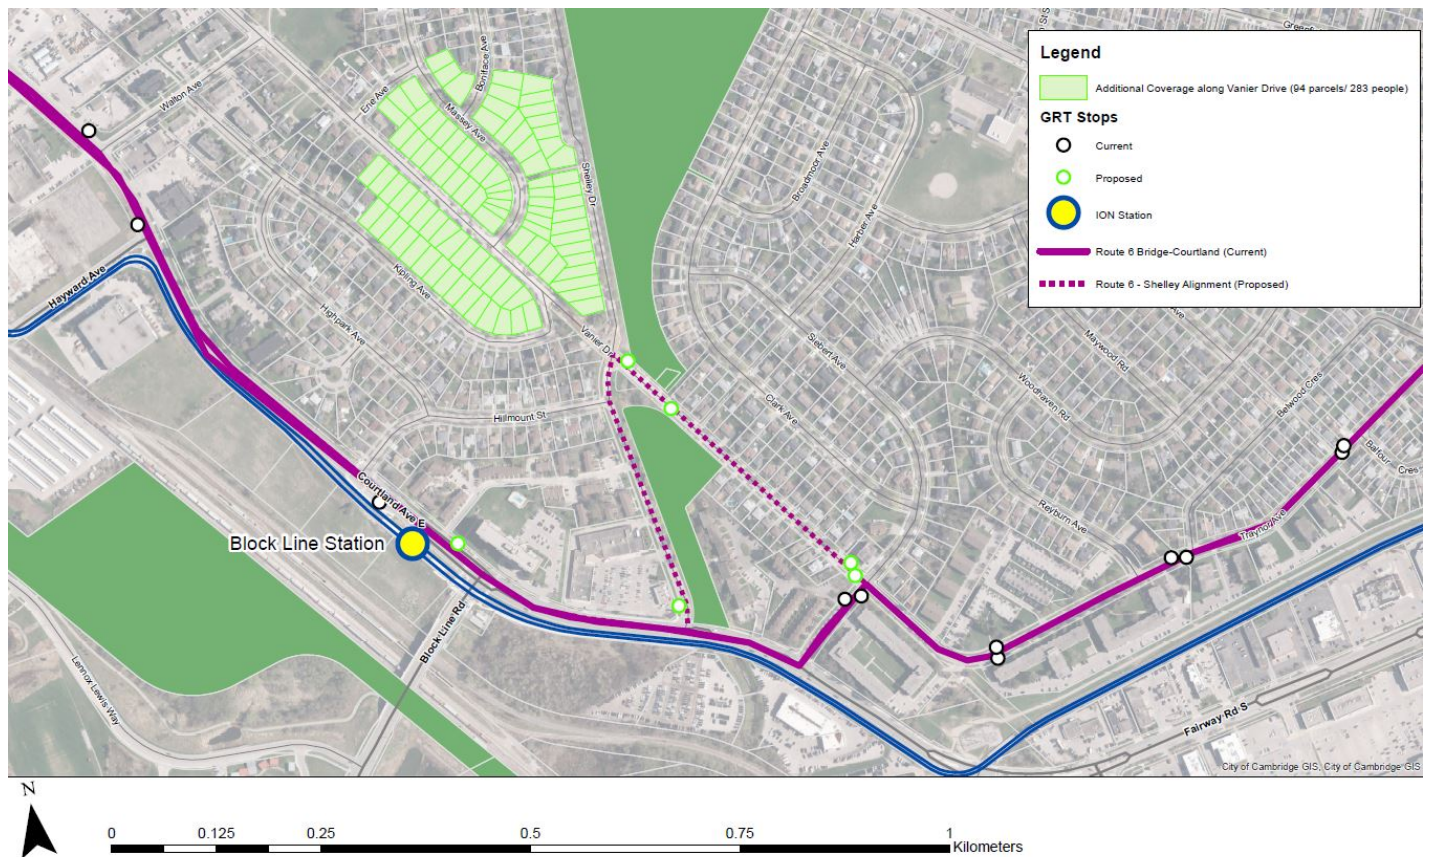 Legend
Additional Coverage along Vanier Drive (94 parcels/ 283 people)
GRT Stops
Current
Proposed
ION Station
Route 6 Bridge-Courtland (Current)
Route 6 - Shelley Alignment (Proposed)
Walton Ave
Erie Ave
Boniface Ave
Massey Ave
Shelley Dr
Broadmoor Ave
Harber Ave
Hayward Ave
Kipling Ave
Highpark Ave
Vanier Dr
Siebert Ave
Maywood Rd
Woodhaven Rd
Belwood Cres
Clark Ave
Hillmount St
Balfour Cres
Courtland Ave E
Reyburn Ave
Traynor Ave
Block Line Station
Block Line Rd
Lennox Lewis Way
Fairway Rd S
City of Cambridge GIS, City of Cambridge GIS
N
0 0.125 0.25 0.5 0.75 1
Kilometers